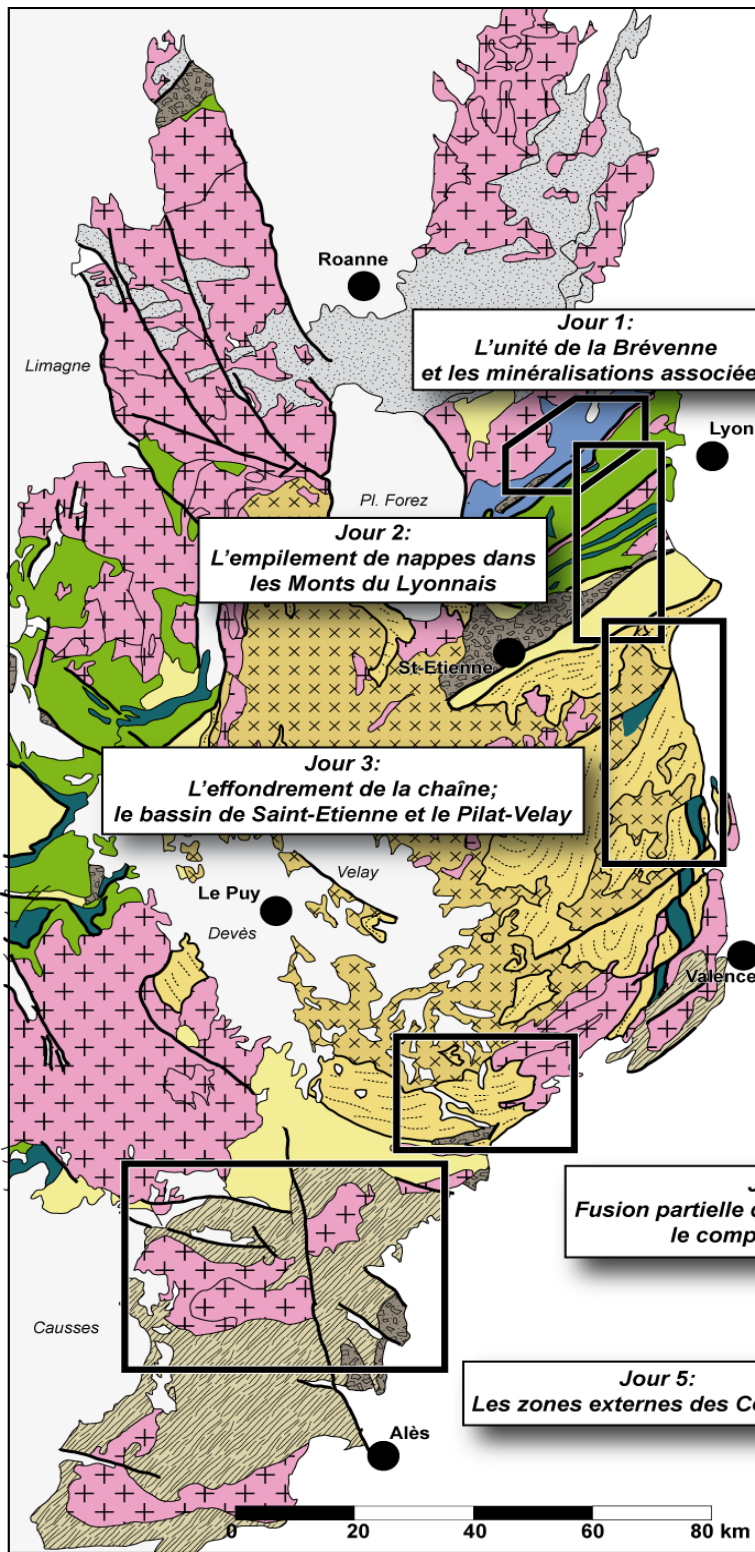 Roanne
Jour 1:
L'unité de la Brévenne
et les minéralisations associée
Limagne
Lyon
Pl. Forez
Jour 2:
L'empilement de nappes dans
les Monts du Lyonnais
St-Etienne
Jour 3:
L'effondrement de la chaîne;
le bassin de Saint-Etienne et le Pilat-Velay
Velay
Le Puy
Devès
Valence
Fusion partielle
le comp
Causses
Jour 5:
Les zones externes des Cé
Alès
0 20 40 60 80 km